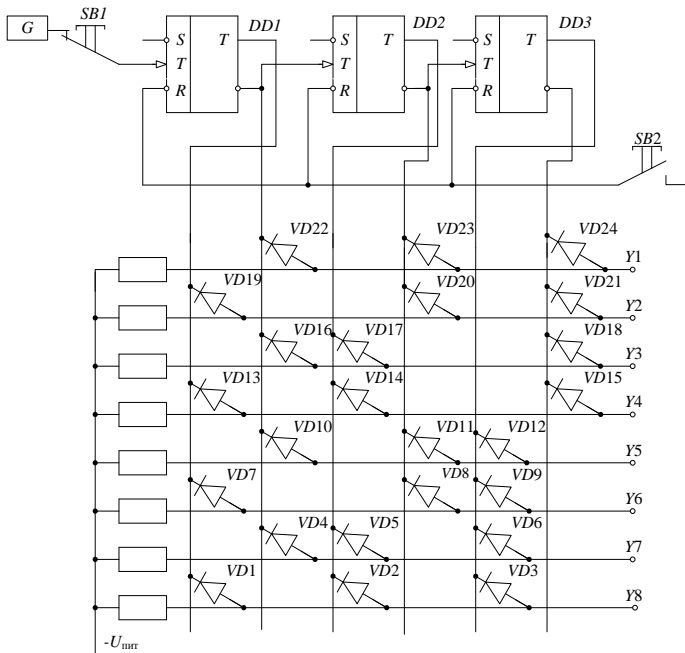 G SB1 DD1 DD2 DD3
S T S T S T
T T T
R R R
SB2
VD22 VD23 VD24 Y1
VD19 VD20 VD21 Y2
VD16 VD17 VD18 Y3
VD13 VD14 VD15 Y4
VD10 VD11 VD12 Y5
VD7 VD8 VD9 Y6
VD4 VD5 VD6 Y7
VD1 VD2 VD3 Y8
-Uпит